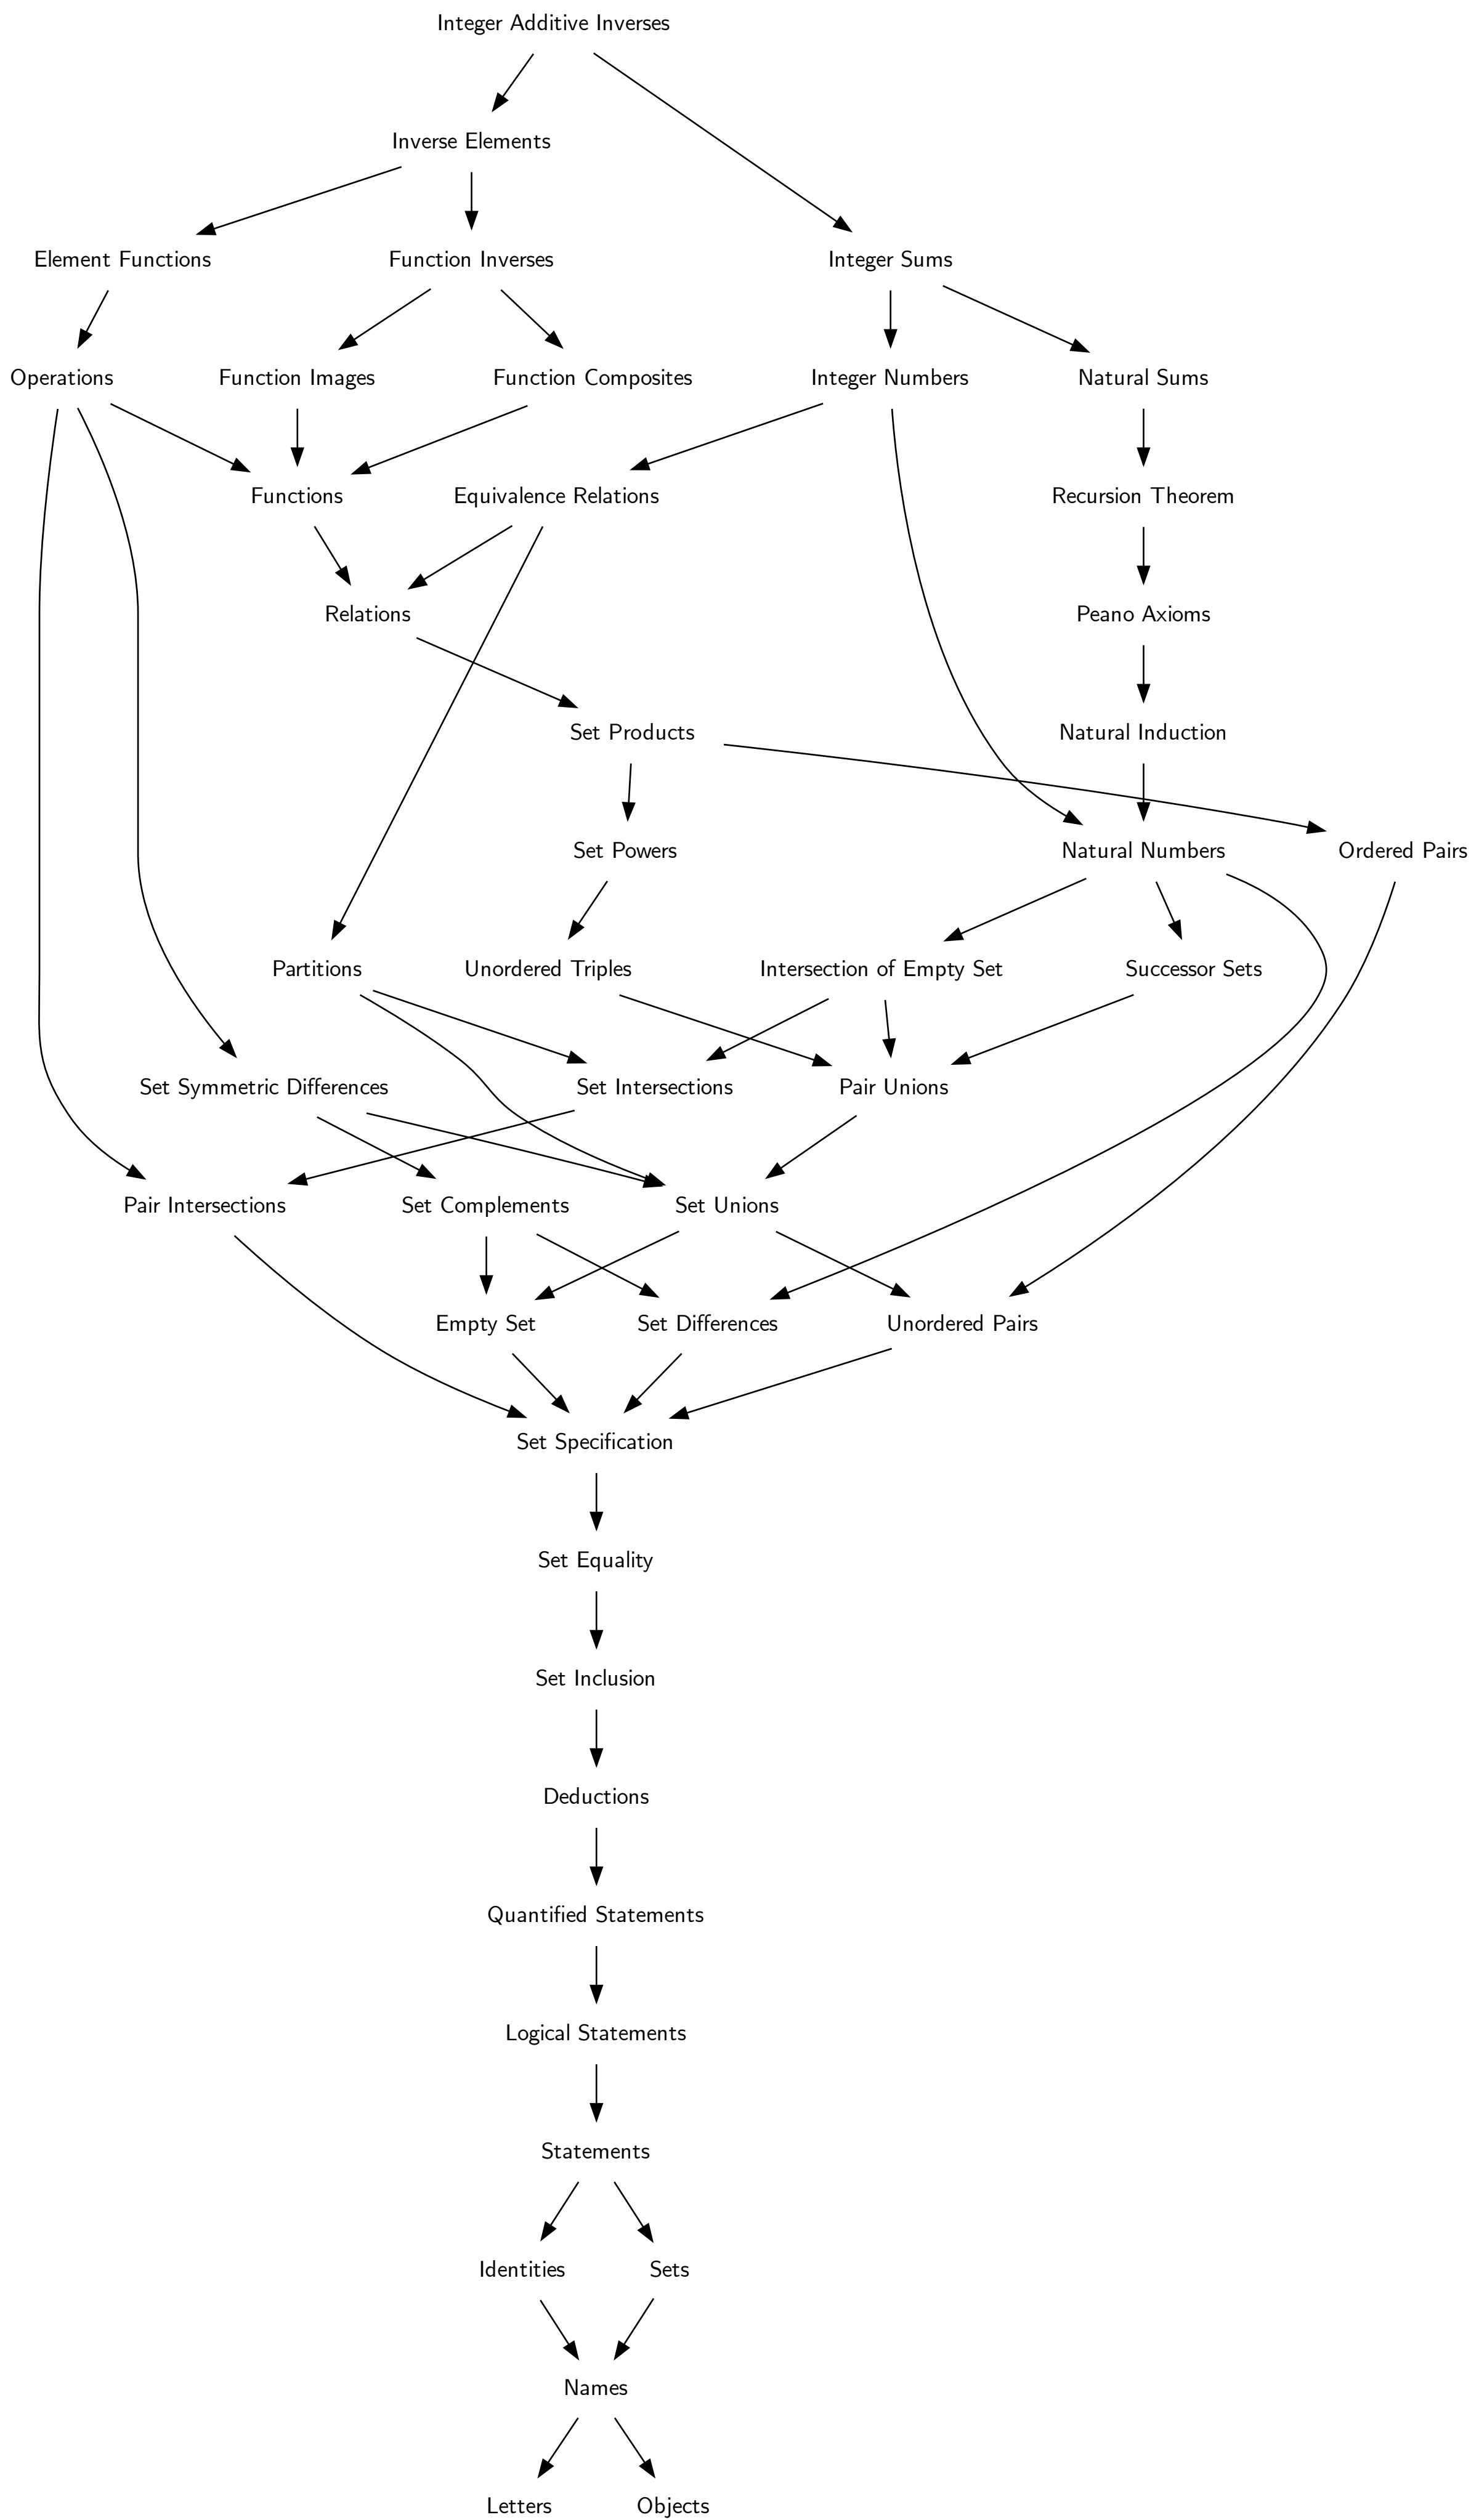 Integer Additive Inverses
Inverse Elements
Element Functions
Function Inverses
Integer Sums
Operations
Function Images
Function Composites
Integer Numbers
Natural Sums
Functions
Equivalence Relations
Recursion Theorem
Relations
Peano Axioms
Set Products
Natural Induction
Set Powers
Natural Numbers
Ordered Pairs
Partitions
Unordered Triples
Intersection of Empty Set
Successor Sets
Set Symmetric Differences
Set Intersections
Pair Unions
Pair Intersections
Set Complements
Set Unions
Empty Set
Set Differences
Unordered Pairs
Set Specification
Set Equality
Set Inclusion
Deductions
Quantified Statements
Logical Statements
Statements
Identities
Sets
Names
Letters
Objects